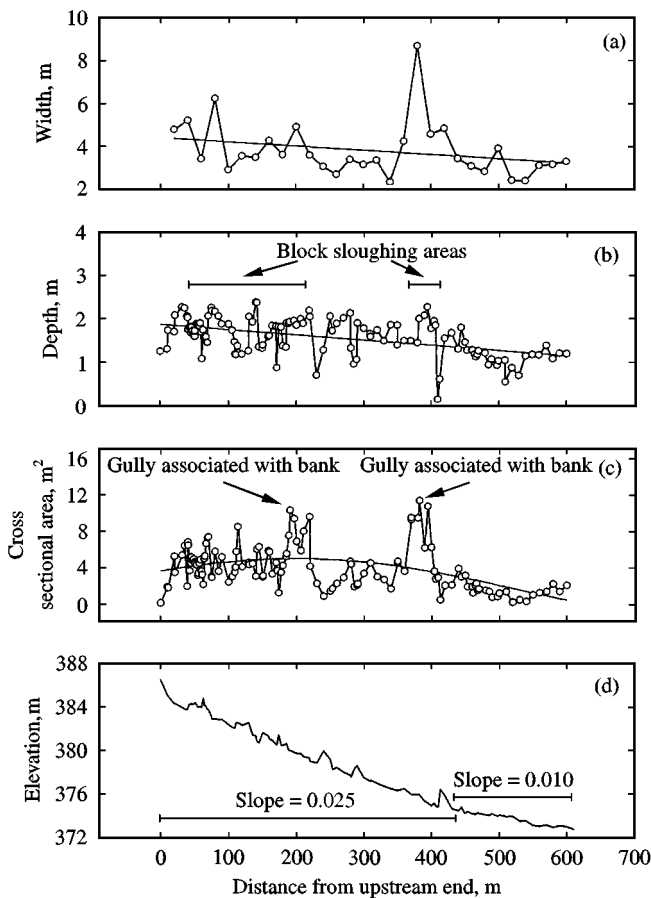 10
(a)
8
Width, m
6
4
2
4
(b)
Block sloughing areas
3
Depth, m
2
1
0
16
Gully associated with bank
Gully associated with bank
(c)
12
Cross
sectional area, m²
8
4
0
388
(d)
384
Elevation,m
380
Slope = 0.010
376
Slope = 0.025
372
0 100 200 300 400 500 600 700
Distance from upstream end, m